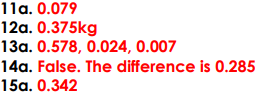 11a. 0.079
12a. 0.375kg
13a. 0.578, 0.024, 0.007
14a. False. The difference is 0.285
15a. 0.342